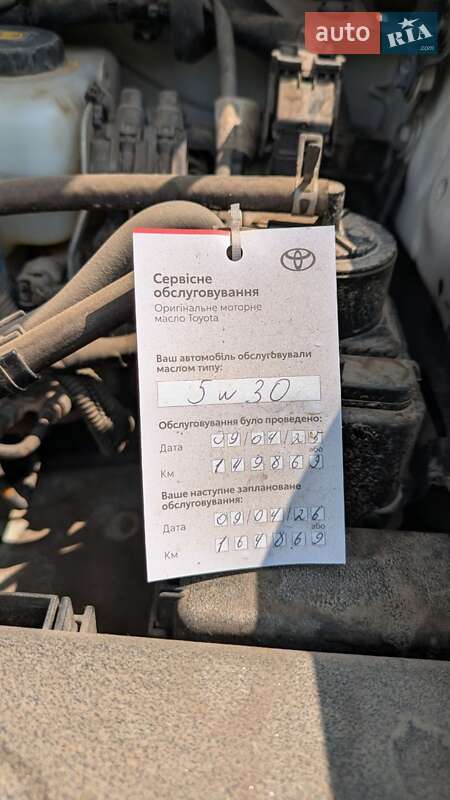 auto
RIA
.com
Сервісне
обслуговування
Оригінальне моторне
масло Toyota
Ваш автомобіль обслуговували
маслом типу:
5w30
Обслуговування було проведено:
Дата 09/04/25
або
Км 149869
Ваше наступне заплановане
обслуговування:
Дата 09/04/26
або
Км 164869